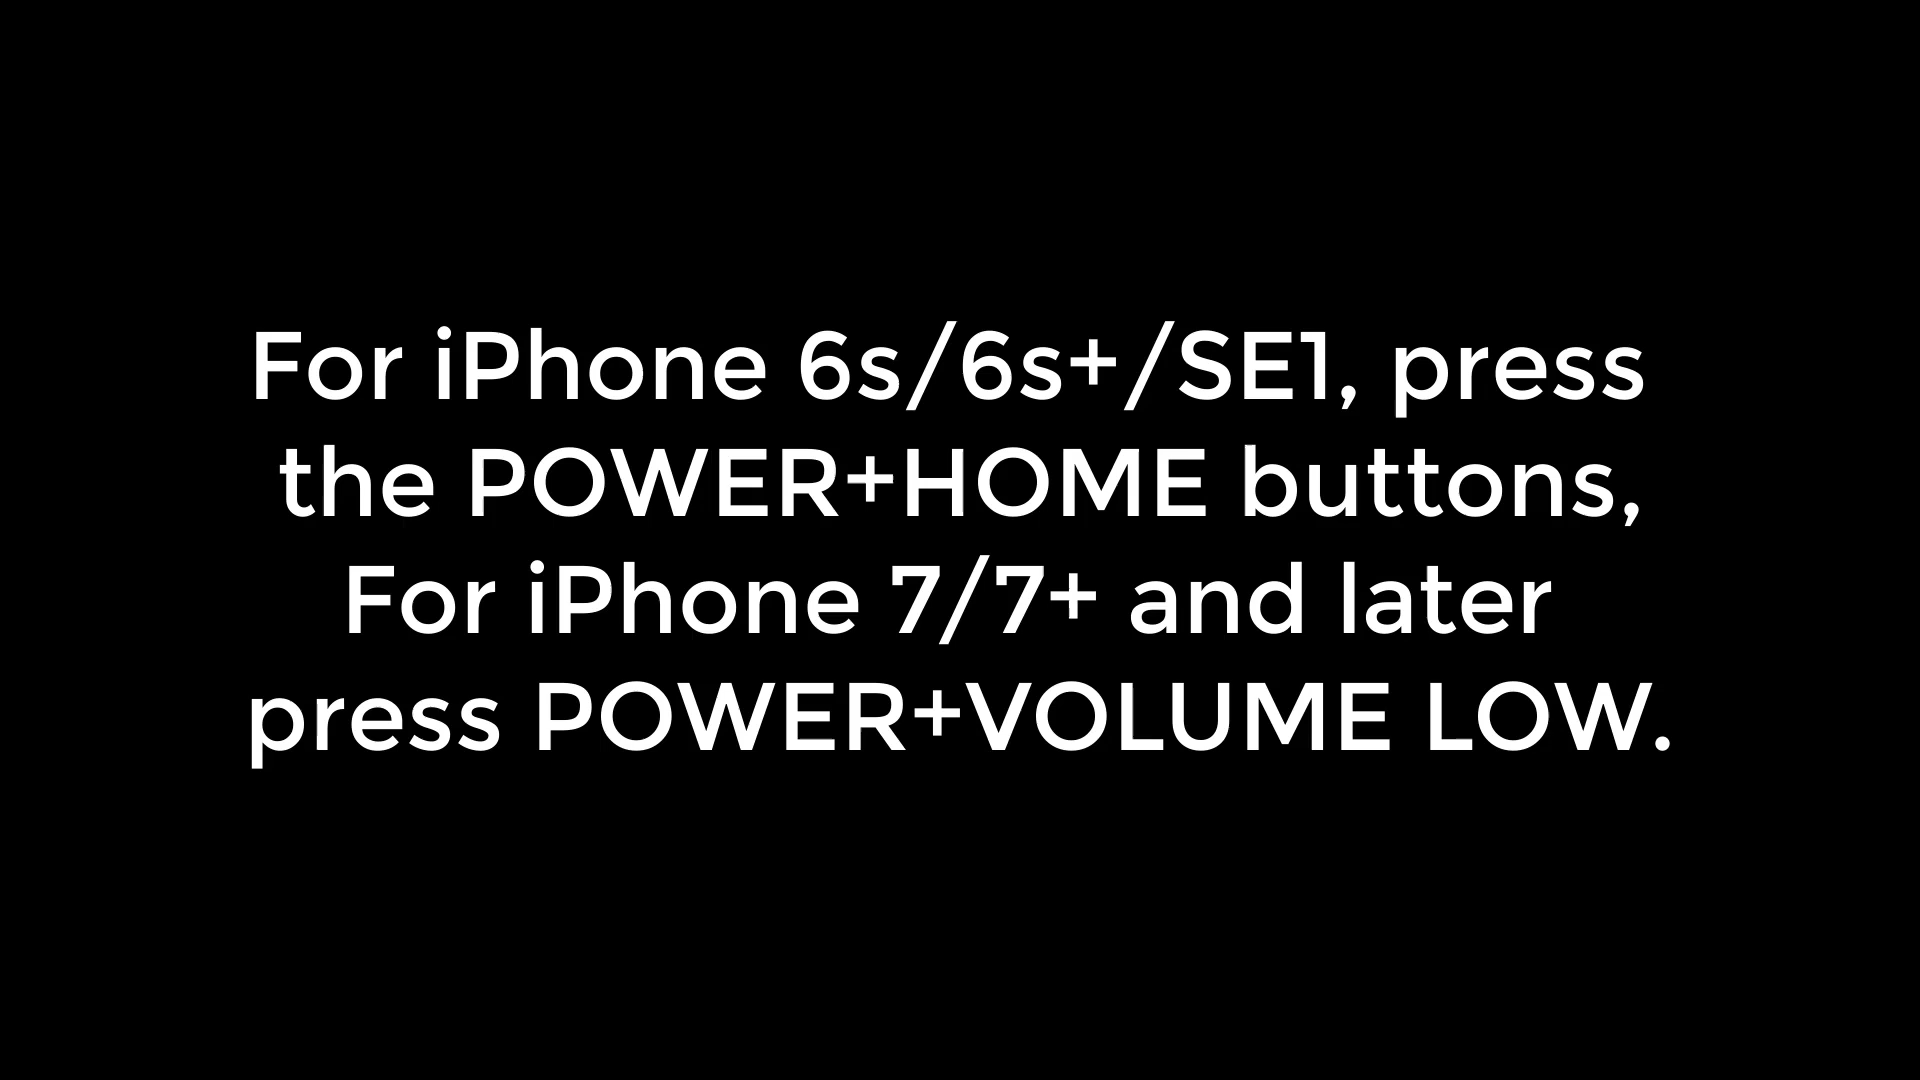 For iPhone 6s/6s+/SE1, press
the POWER+HOME buttons,
For iPhone 7/7+ and later
press POWER+VOLUME LOW.